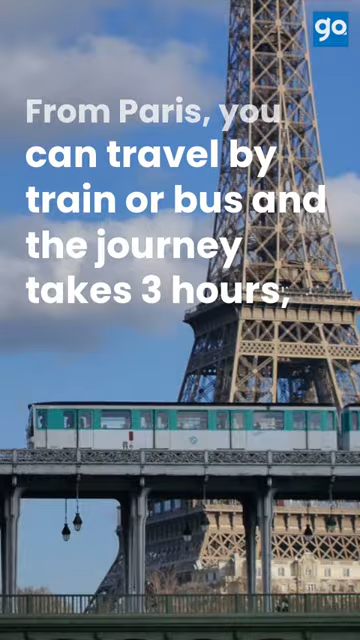 go
From Paris, you
can travel by
train or bus and
the journey
takes 3 hours,